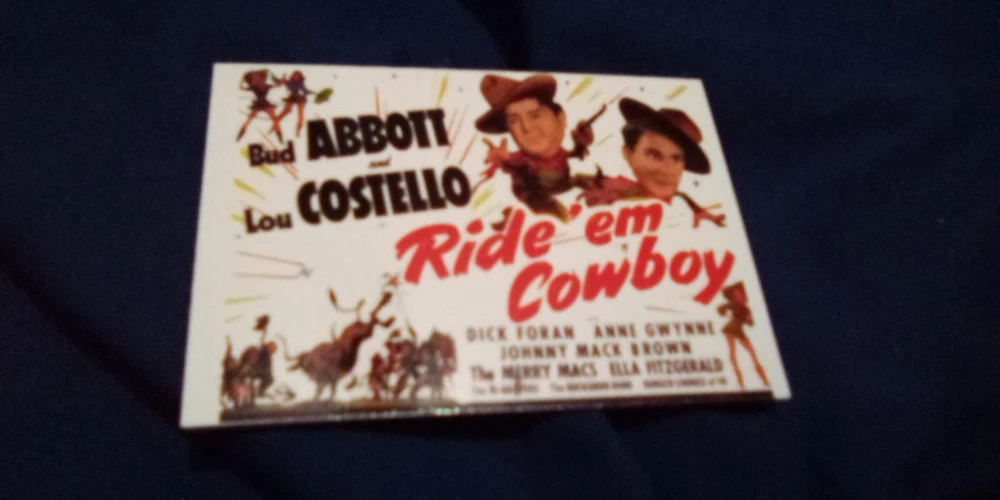 Bud ABBOTT
and
Lou COSTELLO
Ride 'em
Cowboy
DICK FORAN ANNE GWYNNE
JOHNNY MACK BROWN
The MERRY MACS ELLA FITZGERALD
The